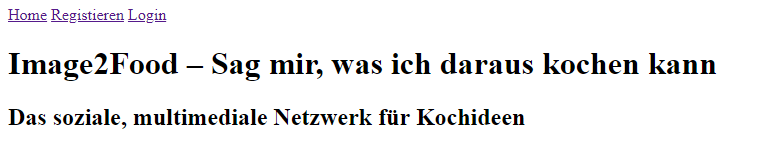 Home Registieren Login
Image2Food – Sag mir, was ich daraus kochen kann
Das soziale, multimediale Netzwerk für Kochideen